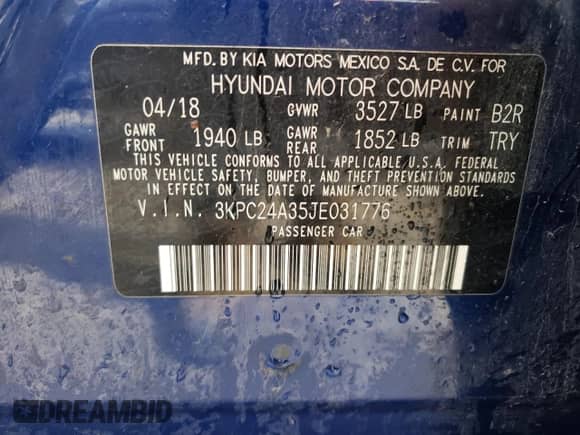 MFD. BY KIA MOTORS MEXICO S.A. DE C.V. FOR
HYUNDAI MOTOR COMPANY
04/18 GVWR 3527 LB PAINT B2R
GAWR FRONT 1940 LB GAWR REAR 1852 LB TRIM TRY
THIS VEHICLE CONFORMS TO ALL APPLICABLE U.S.A. FEDERAL
MOTOR VEHICLE SAFETY, BUMPER, AND THEFT PREVENTION STANDARDS
IN EFFECT ON THE DATE OF MANUFACTURE SHOWN ABOVE.
V.I.N. 3KPC24A35JE031776
PASSENGER CAR
DREAMBID